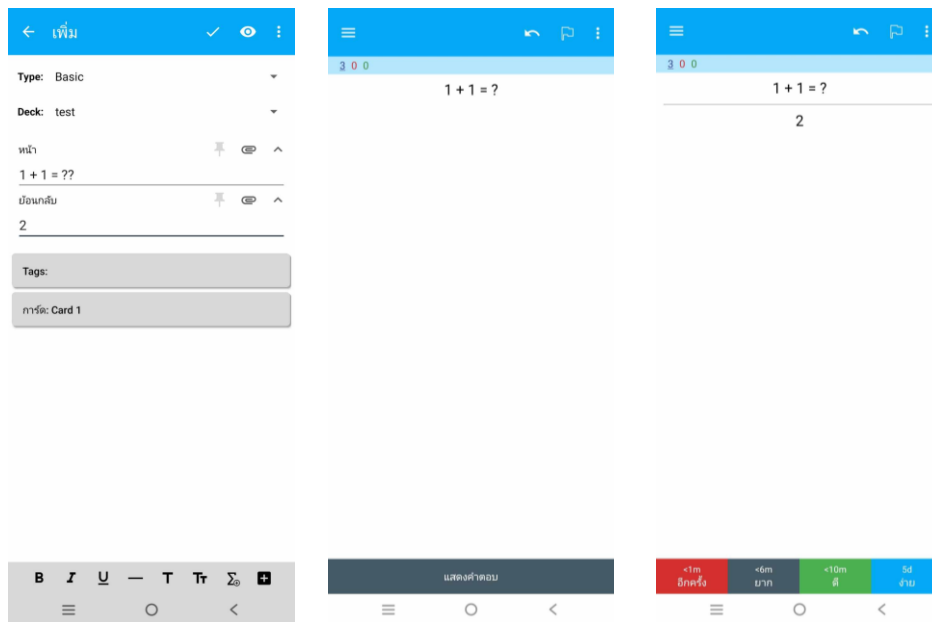 เพิ่ม
Type: Basic
Deck: test
หน้า
1 + 1 = ??
ย้อนกลับ
2
Tags:
การ์ด: Card 1
B I U — T Tт Σ
3 0 0
1 + 1 = ?
แสดงคำตอบ
3 0 0
1 + 1 = ?
2
<1m <6m <10m 5d
อีกครั้ง ยาก ดี ง่าย